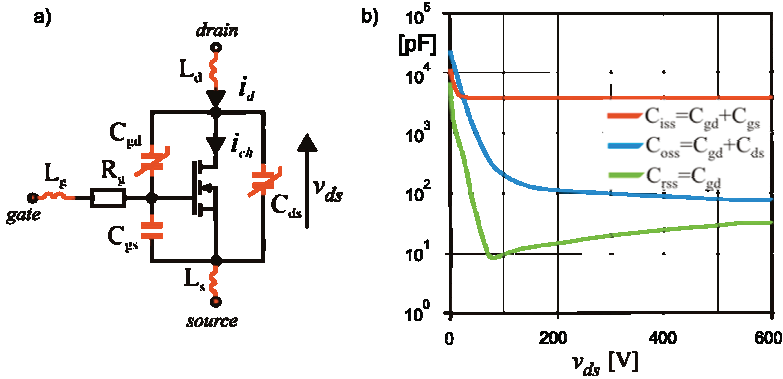 a)
drain
L_d
i_d
C_gd
i_ch
L_g
R_g
v_ds
gate
C_ds
C_gs
L_s
source
b)
10^5
[pF]
10^4
10^3
10^2
10^1
10^0
C_iss=C_gd+C_gs
C_oss=C_gd+C_ds
C_rss=C_gd
0 200 400 600
v_ds [V]